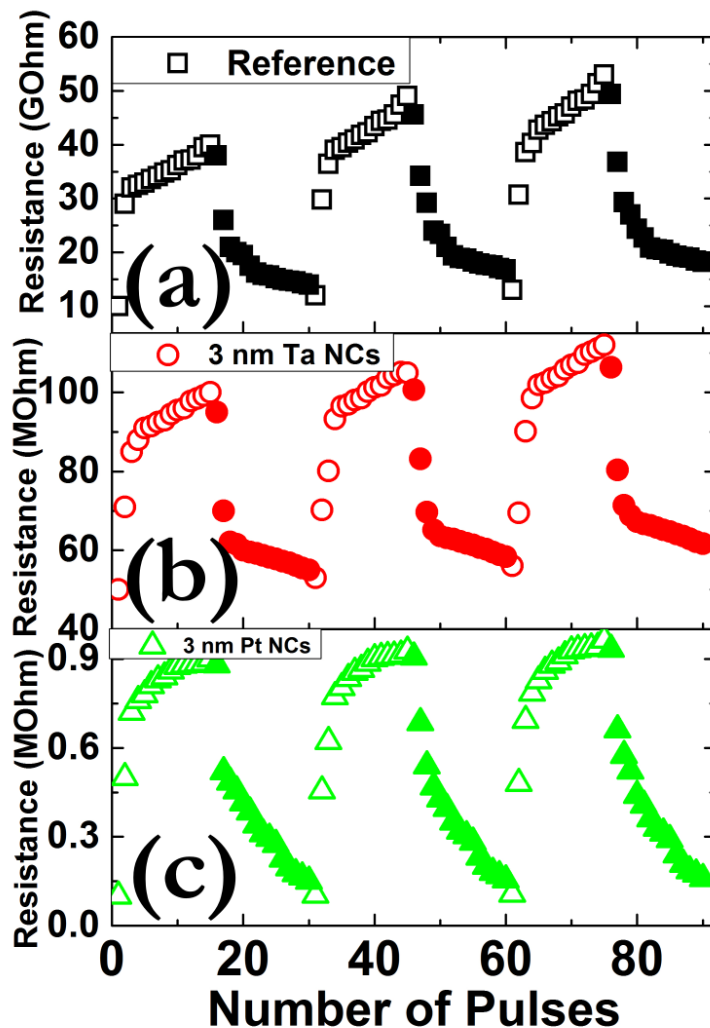 Reference
Resistance (GOhm)
60
50
40
30
20
10
(a)
3 nm Ta NCs
Resistance (MOhm)
100
80
60
40
(b)
3 nm Pt NCs
Resistance (MOhm)
0.9
0.6
0.3
0.0
(c)
0 20 40 60 80
Number of Pulses